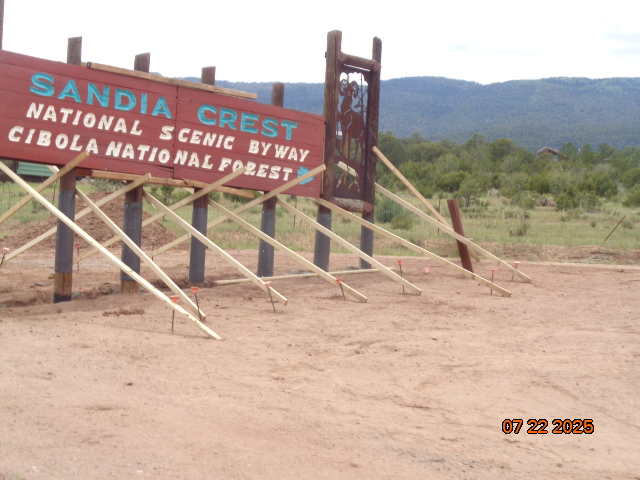 SANDIA CREST
NATIONAL SCENIC BYWAY
CIBOLA NATIONAL FOREST
07 22 2025